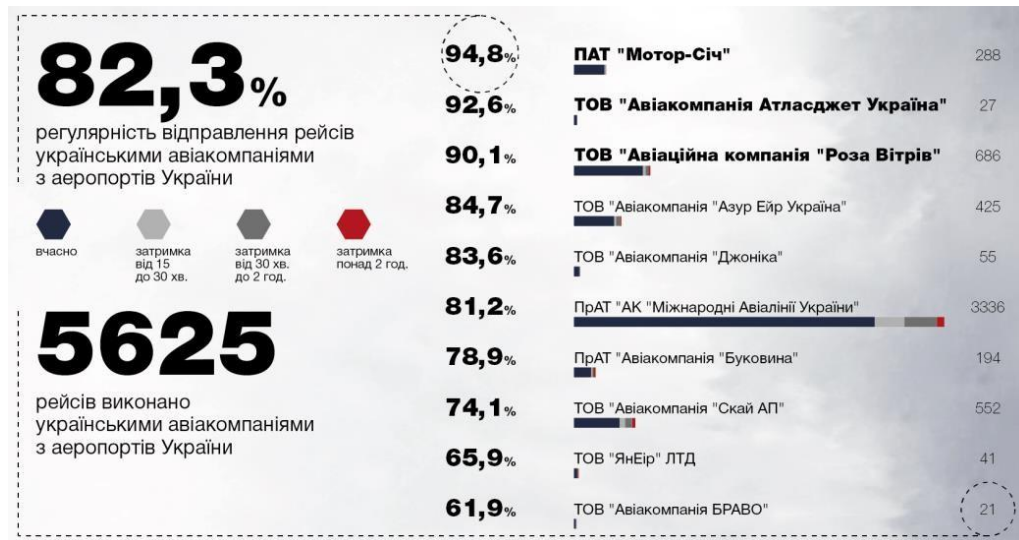 82,3%
регулярність відправлення рейсів
українськими авіакомпаніями
з аеропортів України
вчасно
затримка
від 15
до 30 хв.
затримка
від 30 хв.
до 2 год.
затримка
понад 2 год.
5625
рейсів виконано
українськими авіакомпаніями
з аеропортів України
94,8% ПАТ "Мотор-Січ" 288
92,6% ТОВ "Авіакомпанія Атласджет Україна" 27
90,1% ТОВ "Авіаційна компанія "Роза Вітрів" 686
84,7% ТОВ "Авіакомпанія "Азур Ейр Україна" 425
83,6% ТОВ "Авіакомпанія "Джоніка" 55
81,2% ПрАТ "АК "Міжнародні Авіалінії України" 3336
78,9% ПрАТ "Авіакомпанія "Буковина" 194
74,1% ТОВ "Авіакомпанія "Скай АП" 552
65,9% ТОВ "ЯнЕір" ЛТД 41
61,9% ТОВ "Авіакомпанія БРАВО" 21